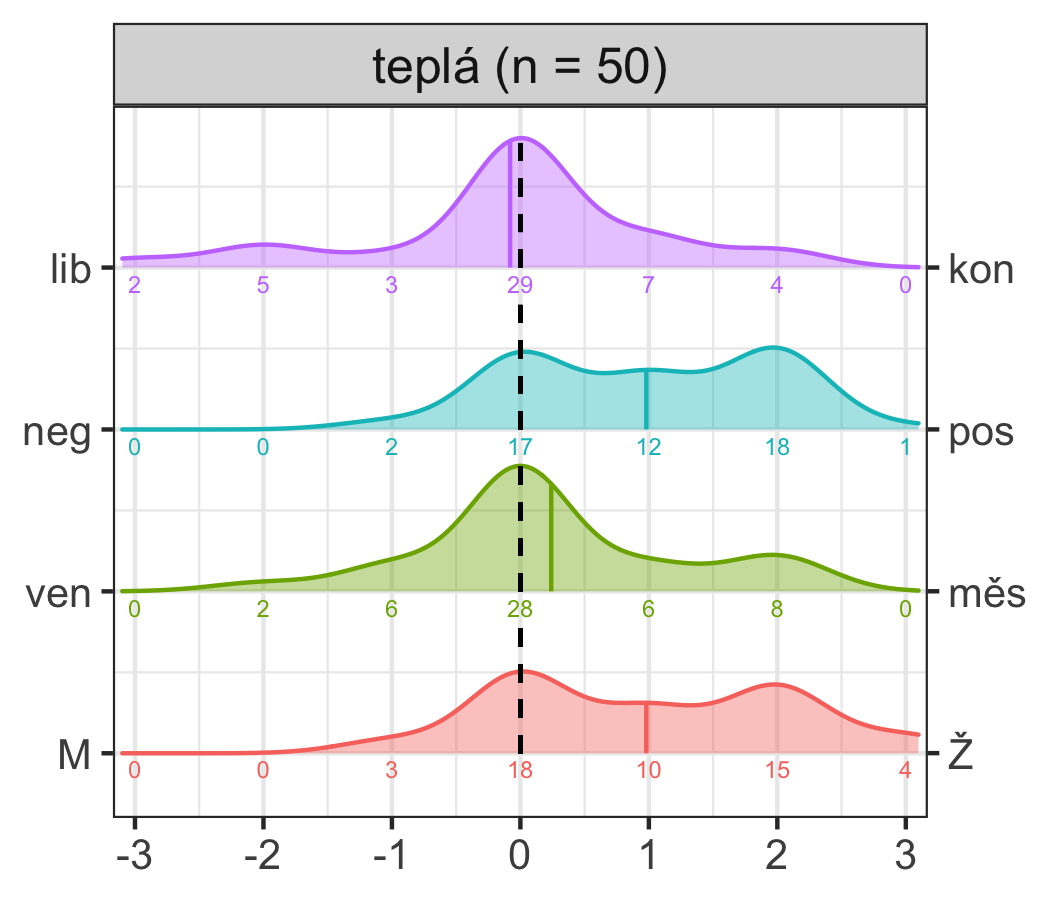 teplá (n = 50)
lib kon
2 5 3 29 7 4 0
neg pos
0 0 2 17 12 18 1
ven měs
0 2 6 28 6 8 0
M Ž
0 0 3 18 10 15 4
-3 -2 -1 0 1 2 3